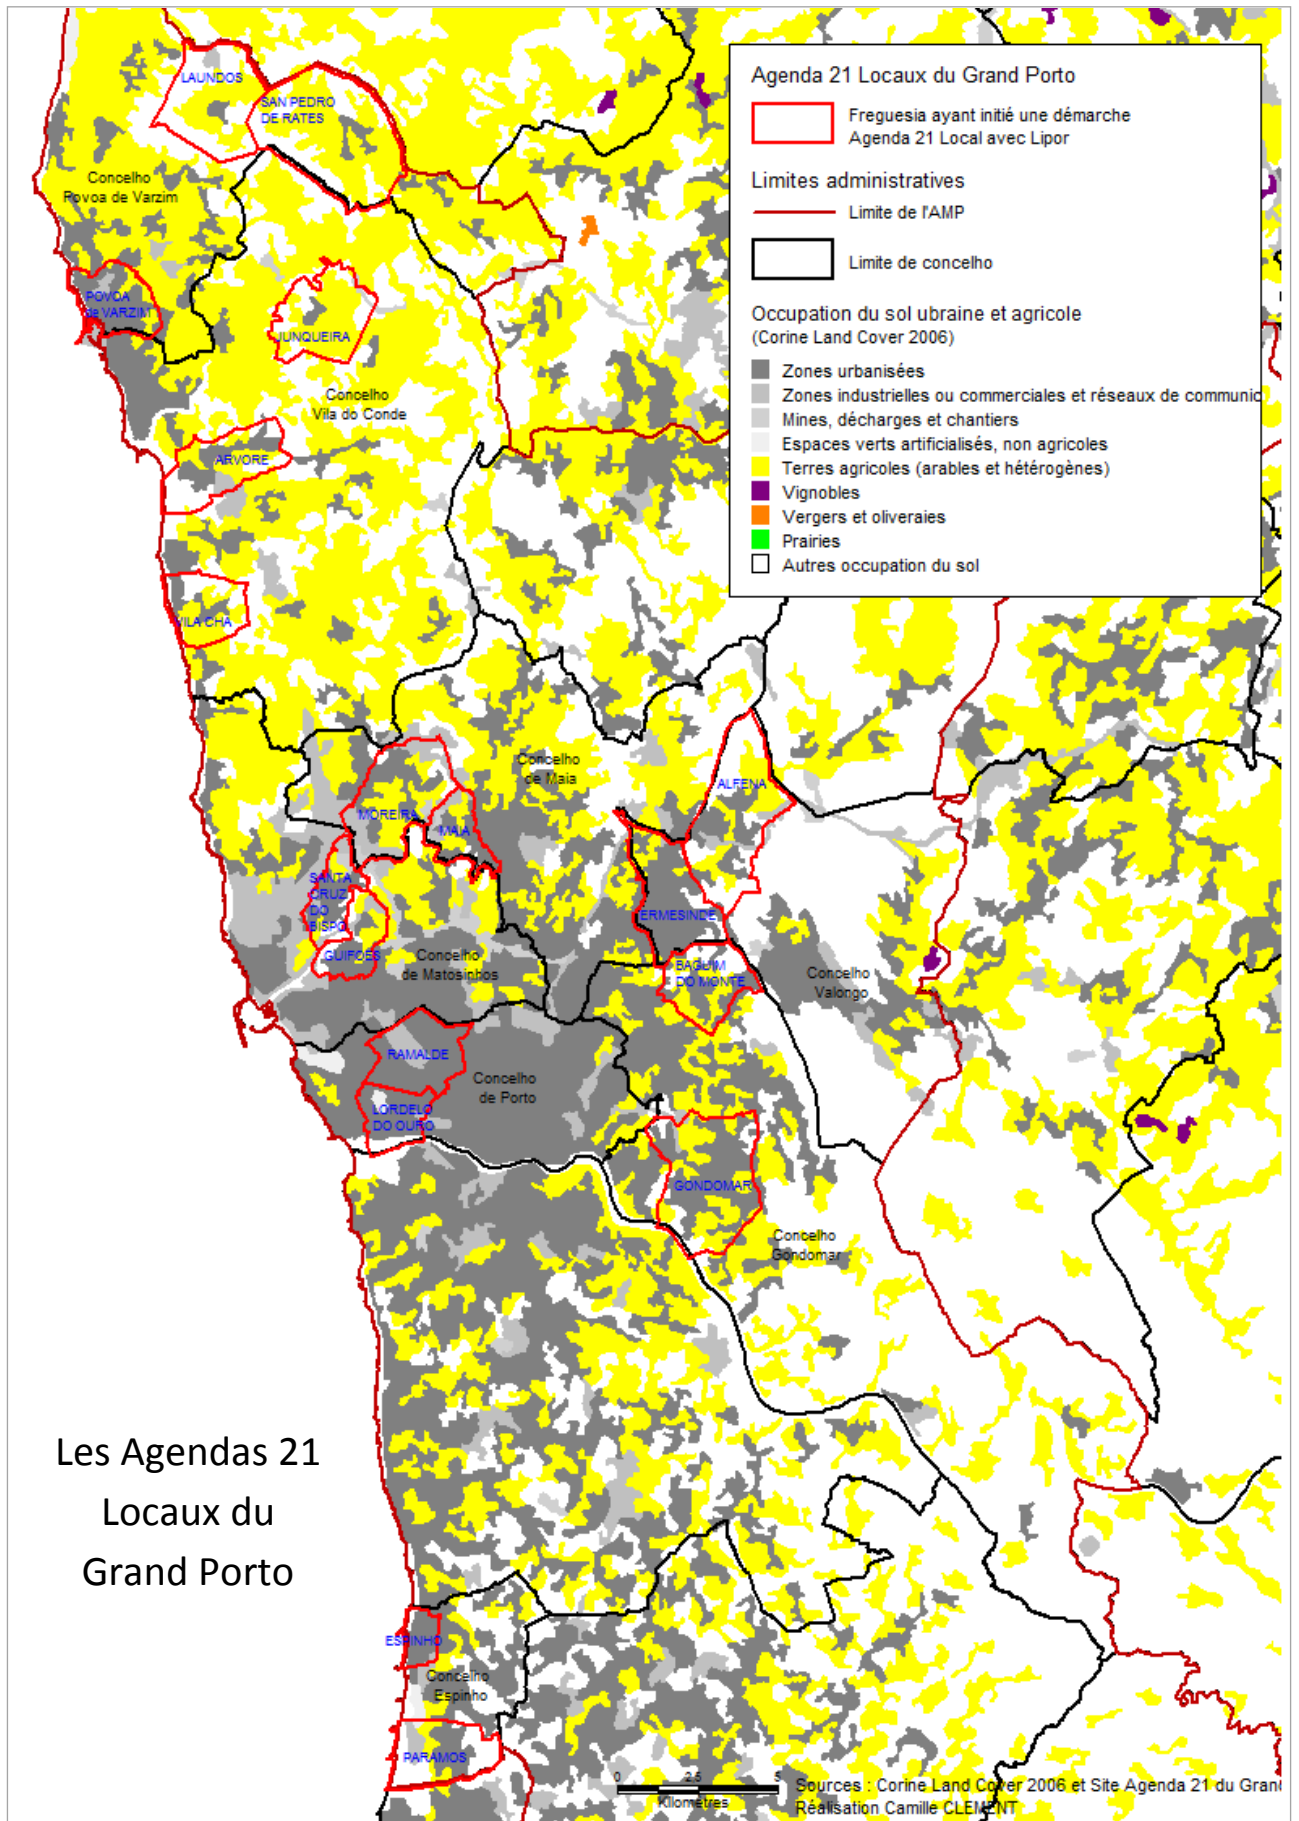 LAUNDOS
SAN PEDRO
DE RATES
Concelho
Povoa de Varzim
POVOA
de VARZIM
JUNQUEIRA
Concelho
Vila do Conde
ARVORE
VILA CHA
Agenda 21 Locaux du Grand Porto
Freguesia ayant initié une démarche
Agenda 21 Local avec Lipor
Limites administratives
Limite de l'AMP
Limite de concelho
Occupation du sol ubraine et agricole
(Corine Land Cover 2006)
Zones urbanisées
Zones industrielles ou commerciales et réseaux de communic
Mines, décharges et chantiers
Espaces verts artificialisés, non agricoles
Terres agricoles (arables et hétérogènes)
Vignobles
Vergers et oliveraies
Prairies
Autres occupation du sol
Concelho
de Maia
ALFENA
MOREIRA
MAIA
SANTA
CRUZ
DO
BISPO
GUIFOES
Concelho
de Matosinhos
ERMESINDE
BAGUIM
DO MONTE
Concelho
Valongo
RAMALDE
Concelho
de Porto
LORDELO
DO OURO
GONDOMAR
Concelho
Gondomar
Les Agendas 21
Locaux du
Grand Porto
ESPINHO
Concelho
Espinho
PARAMOS
0 2,5 5
Kilomètres
Sources : Corine Land Cover 2006 et Site Agenda 21 du Grand
Réalisation Camille CLEMENT